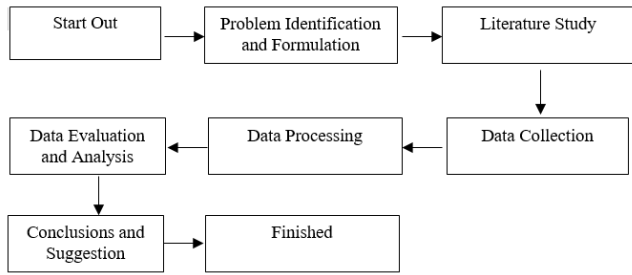 Start Out
Problem Identification
and Formulation
Literature Study
Data Collection
Data Processing
Data Evaluation
and Analysis
Conclusions and
Suggestion
Finished